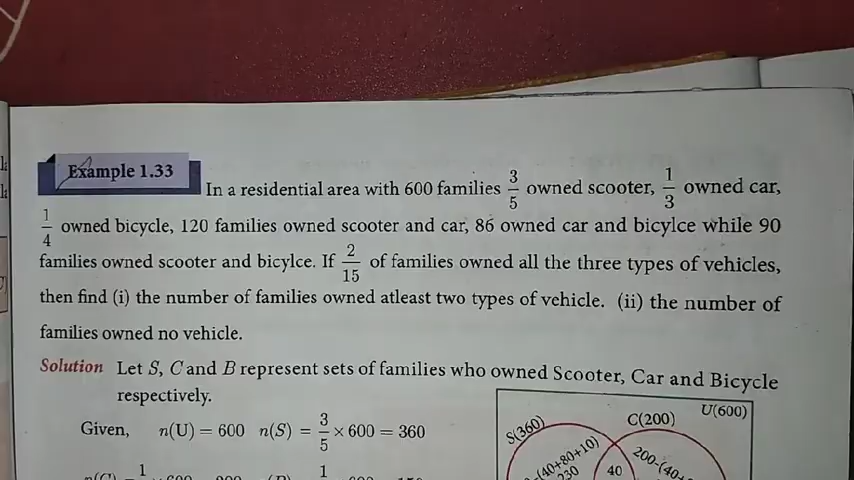 Example 1.33 In a residential area with 600 families 3/5 owned scooter, 1/3 owned car,
1/4 owned bicycle, 120 families owned scooter and car, 86 owned car and bicylce while 90
families owned scooter and bicylce. If 2/15 of families owned all the three types of vehicles,
then find (i) the number of families owned atleast two types of vehicle. (ii) the number of
families owned no vehicle.
Solution Let S, C and B represent sets of families who owned Scooter, Car and Bicycle
respectively.
Given, n(U) = 600 n(S) = 3/5 × 600 = 360
U(600)
C(200)
S(360)
(40+80+10)
230
40
200-(40+